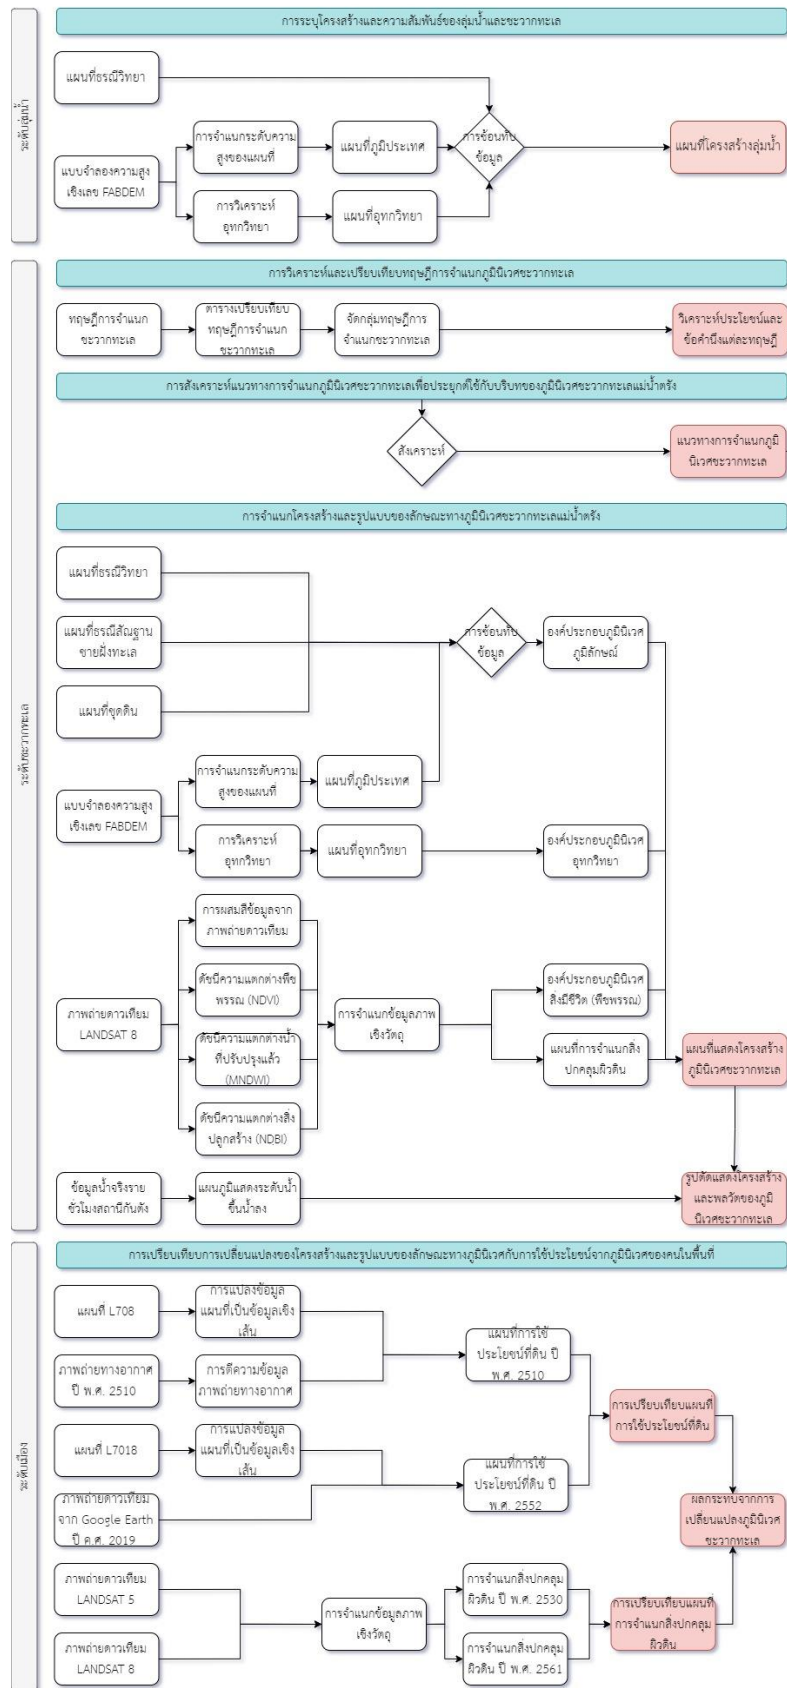 การระบุโครงสร้างและความสัมพันธ์ของลุ่มน้ำและชะวากทะเล
ระดับลุ่มน้ำ
แผนที่ธรณีวิทยา
แบบจำลองความสูง
เชิงเลข FABDEM
การจำแนกระดับความ
สูงของแผนที่
แผนที่ภูมิประเทศ
การวิเคราะห์
อุทกวิทยา
แผนที่อุทกวิทยา
การซ้อนทับ
ข้อมูล
แผนที่โครงสร้างลุ่มน้ำ
ระดับชะวากทะเล
การวิเคราะห์และเปรียบเทียบทฤษฎีการจำแนกภูมินิเวศชะวากทะเล
ทฤษฎีการจำแนก
ชะวากทะเล
ตารางเปรียบเทียบ
ทฤษฎีการจำแนก
ชะวากทะเล
จัดกลุ่มทฤษฎีการ
จำแนกชะวากทะเล
วิเคราะห์ประโยชน์และ
ข้อคำนึงแต่ละทฤษฎี
การสังเคราะห์แนวทางการจำแนกภูมินิเวศชะวากทะเลเพื่อประยุกต์ใช้กับบริบทของภูมินิเวศชะวากทะเลแม่น้ำตรัง
สังเคราะห์
แนวทางการจำแนกภูมิ
นิเวศชะวากทะเล
การจำแนกโครงสร้างและรูปแบบของลักษณะทางภูมินิเวศชะวากทะเลแม่น้ำตรัง
แผนที่ธรณีวิทยา
แผนที่ธรณีสัณฐาน
ชายฝั่งทะเล
แผนที่ชุดดิน
การซ้อนทับ
ข้อมูล
องค์ประกอบภูมินิเวศ
ภูมิลักษณ์
แบบจำลองความสูง
เชิงเลข FABDEM
การจำแนกระดับความ
สูงของแผนที่
แผนที่ภูมิประเทศ
การวิเคราะห์
อุทกวิทยา
แผนที่อุทกวิทยา
องค์ประกอบภูมินิเวศ
อุทกวิทยา
ภาพถ่ายดาวเทียม
LANDSAT 8
การผสมสีข้อมูลจาก
ภาพถ่ายดาวเทียม
ดัชนีความแตกต่างพืช
พรรณ (NDVI)
ดัชนีความแตกต่างน้ำ
ที่ปรับปรุงแล้ว
(MNDWI)
ดัชนีความแตกต่างสิ่ง
ปลูกสร้าง (NDBI)
การจำแนกข้อมูลภาพ
เชิงวัตถุ
องค์ประกอบภูมินิเวศ
สิ่งมีชีวิต (พืชพรรณ)
แผนที่การจำแนกสิ่ง
ปกคลุมผิวดิน
แผนที่แสดงโครงสร้าง
ภูมินิเวศชะวากทะเล
ข้อมูลน้ำจริงราย
ชั่วโมงสถานีกันตัง
แผนภูมิแสดงระดับน้ำ
ขึ้นน้ำลง
รูปตัดแสดงโครงสร้าง
และพลวัตของภูมิ
นิเวศชะวากทะเล
ระดับเมือง
การเปรียบเทียบการเปลี่ยนแปลงของโครงสร้างและรูปแบบของลักษณะทางภูมินิเวศกับการใช้ประโยชน์จากภูมินิเวศของคนในพื้นที่
แผนที่ L708
การแปลงข้อมูล
แผนที่เป็นข้อมูลเชิง
เส้น
ภาพถ่ายทางอากาศ
ปี พ.ศ. 2510
การตีความข้อมูล
ภาพถ่ายทางอากาศ
แผนที่การใช้
ประโยชน์ที่ดิน ปี
พ.ศ. 2510
แผนที่ L7018
การแปลงข้อมูล
แผนที่เป็นข้อมูลเชิง
เส้น
ภาพถ่ายดาวเทียม
จาก Google Earth
ปี ค.ศ. 2019
แผนที่การใช้
ประโยชน์ที่ดิน ปี
พ.ศ. 2552
การเปรียบเทียบแผนที่
การใช้ประโยชน์ที่ดิน
ผลกระทบจากการ
เปลี่ยนแปลงภูมินิเวศ
ชะวากทะเล
ภาพถ่ายดาวเทียม
LANDSAT 5
ภาพถ่ายดาวเทียม
LANDSAT 8
การจำแนกข้อมูลภาพ
เชิงวัตถุ
การจำแนกสิ่งปกคลุม
ผิวดิน ปี พ.ศ. 2530
การจำแนกสิ่งปกคลุม
ผิวดิน ปี พ.ศ. 2561
การเปรียบเทียบแผนที่
การจำแนกสิ่งปกคลุม
ผิวดิน